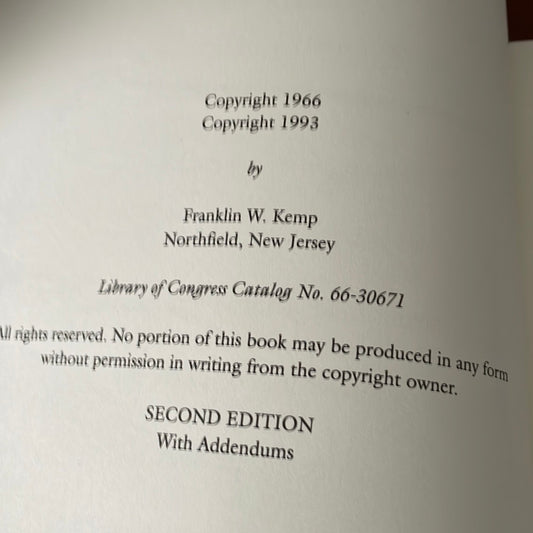 Copyright 1966
Copyright 1993
by
Franklin W. Kemp
Northfield, New Jersey
Library of Congress Catalog No. 66-30671
All rights reserved. No portion of this book may be produced in any form
without permission in writing from the copyright owner.
SECOND EDITION
With Addendums